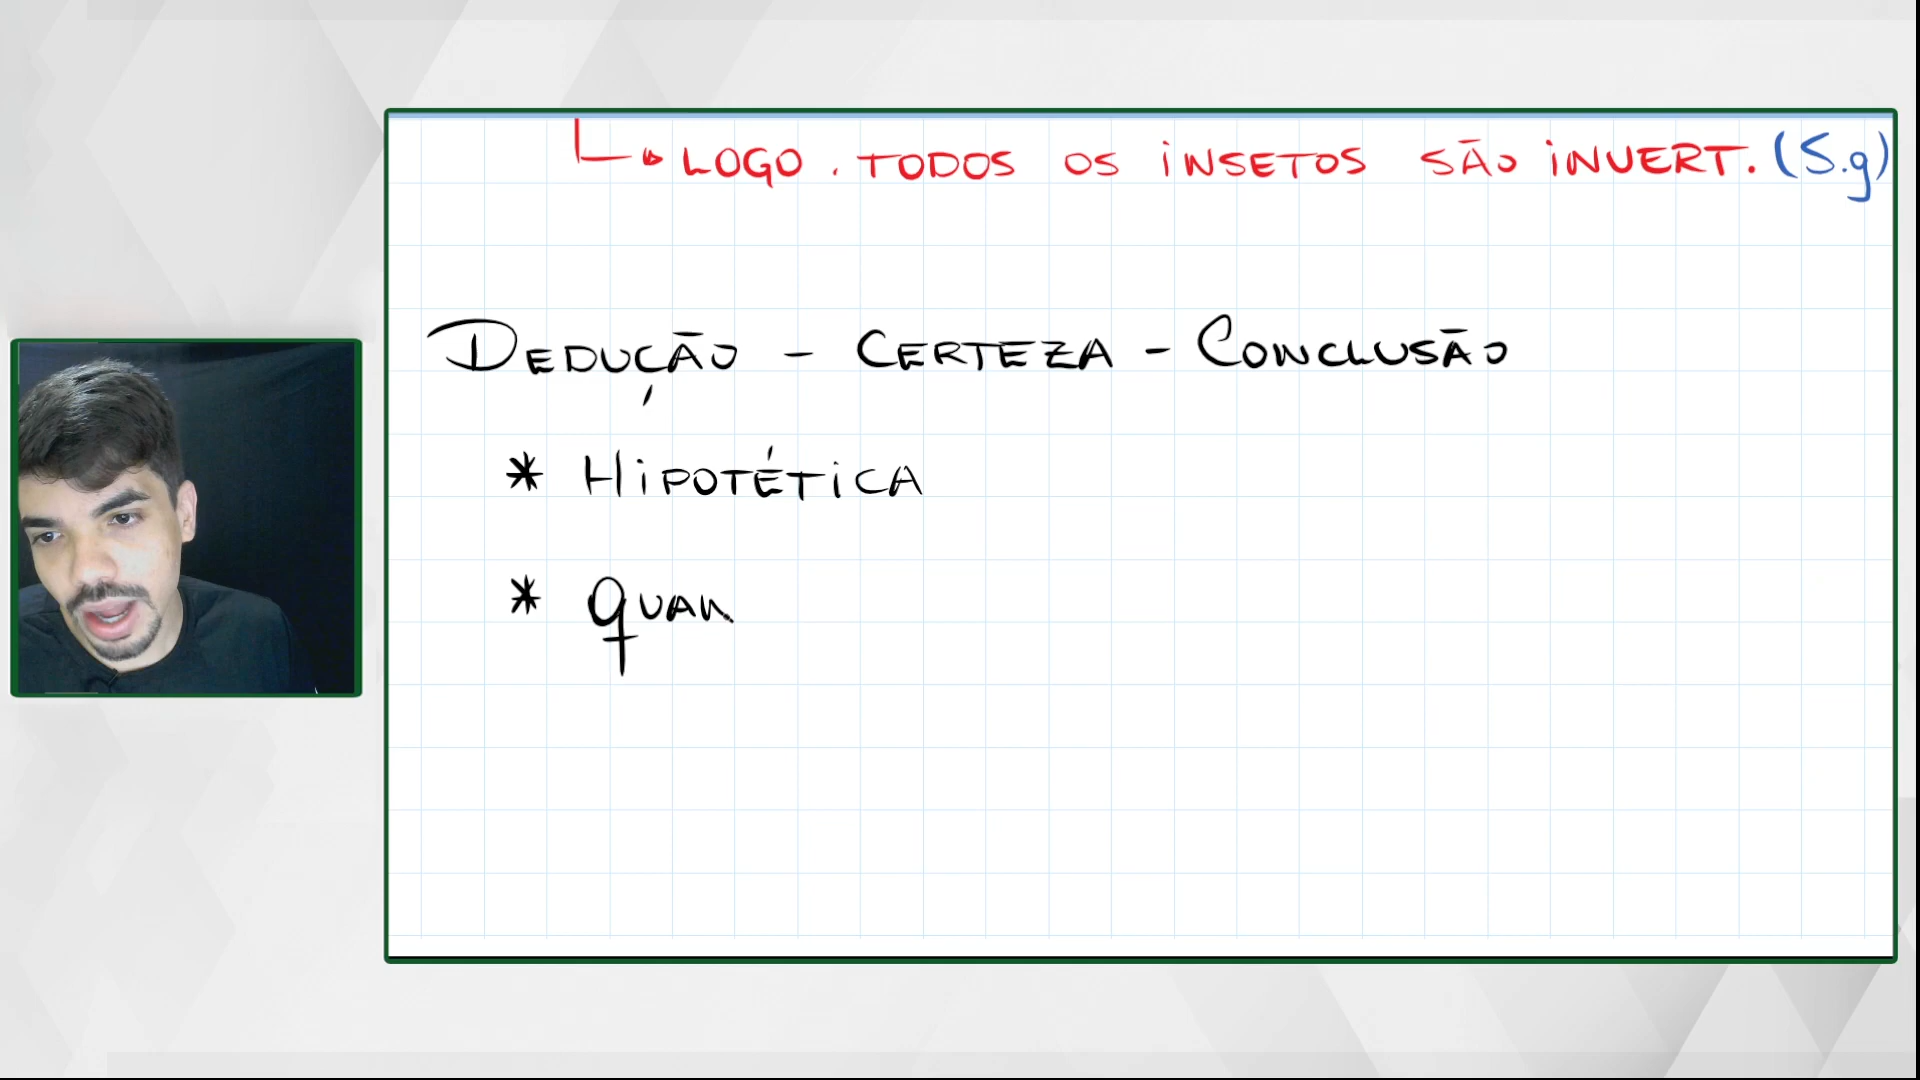 LOGO. TODOS OS INSETOS SÃO INVERT. (S.g)
DEDUÇÃO - CERTEZA - CONCLUSÃO
* HIPOTÉTICA
* QUAN